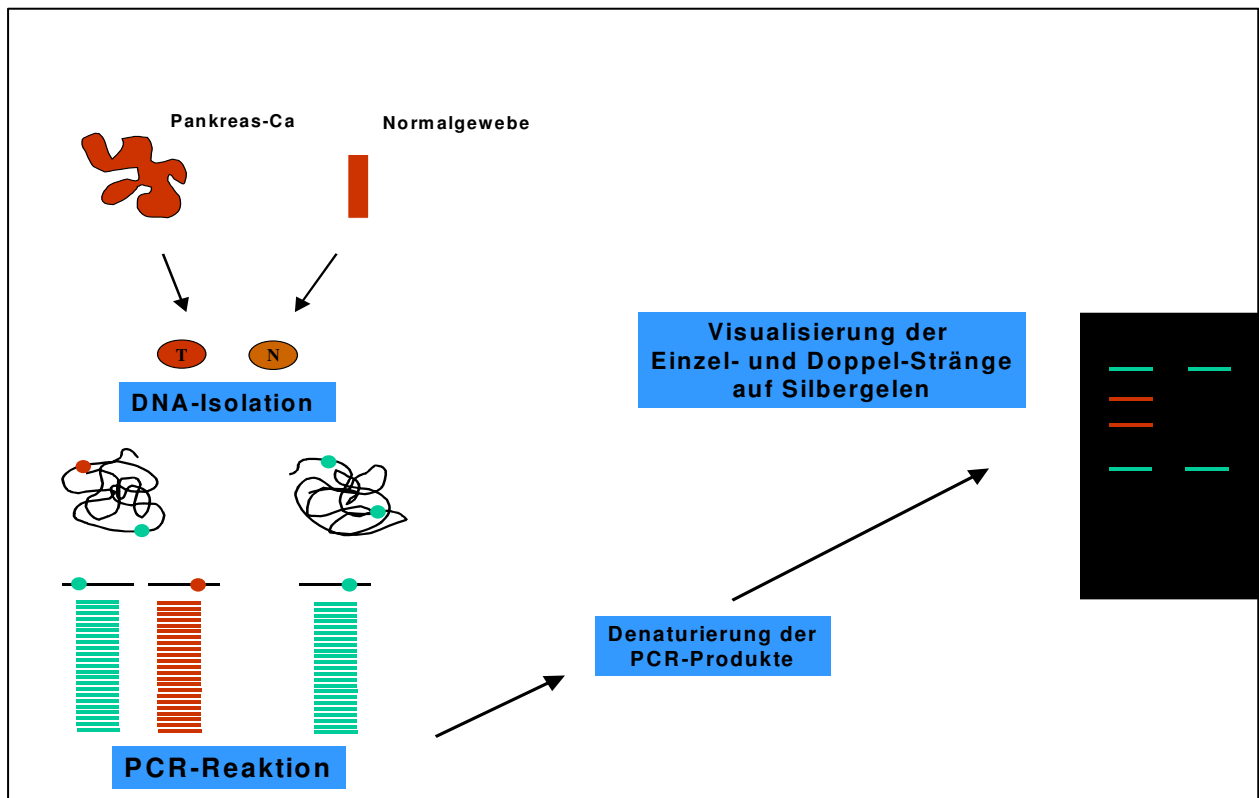 Pankreas-Ca
Normalgewebe
T
N
DNA-Isolation
PCR-Reaktion
Denaturierung der
PCR-Produkte
Visualisierung der
Einzel- und Doppel-Stränge
auf Silbergelen